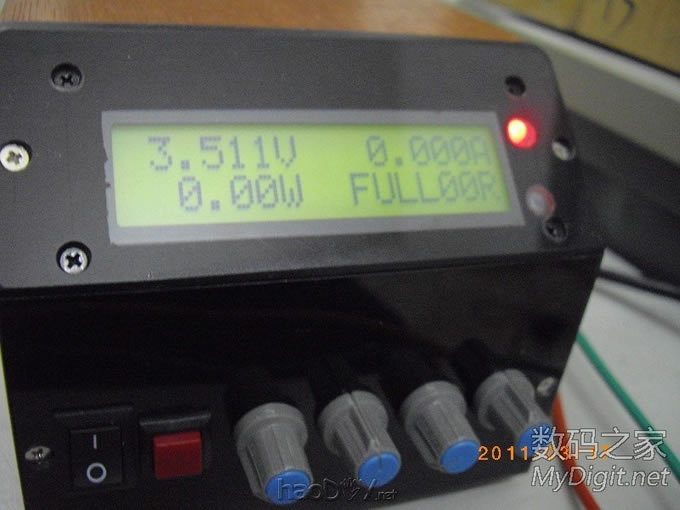 3.511V 0.000A
0.00W FULL00R
数码之家
MyDigit.net